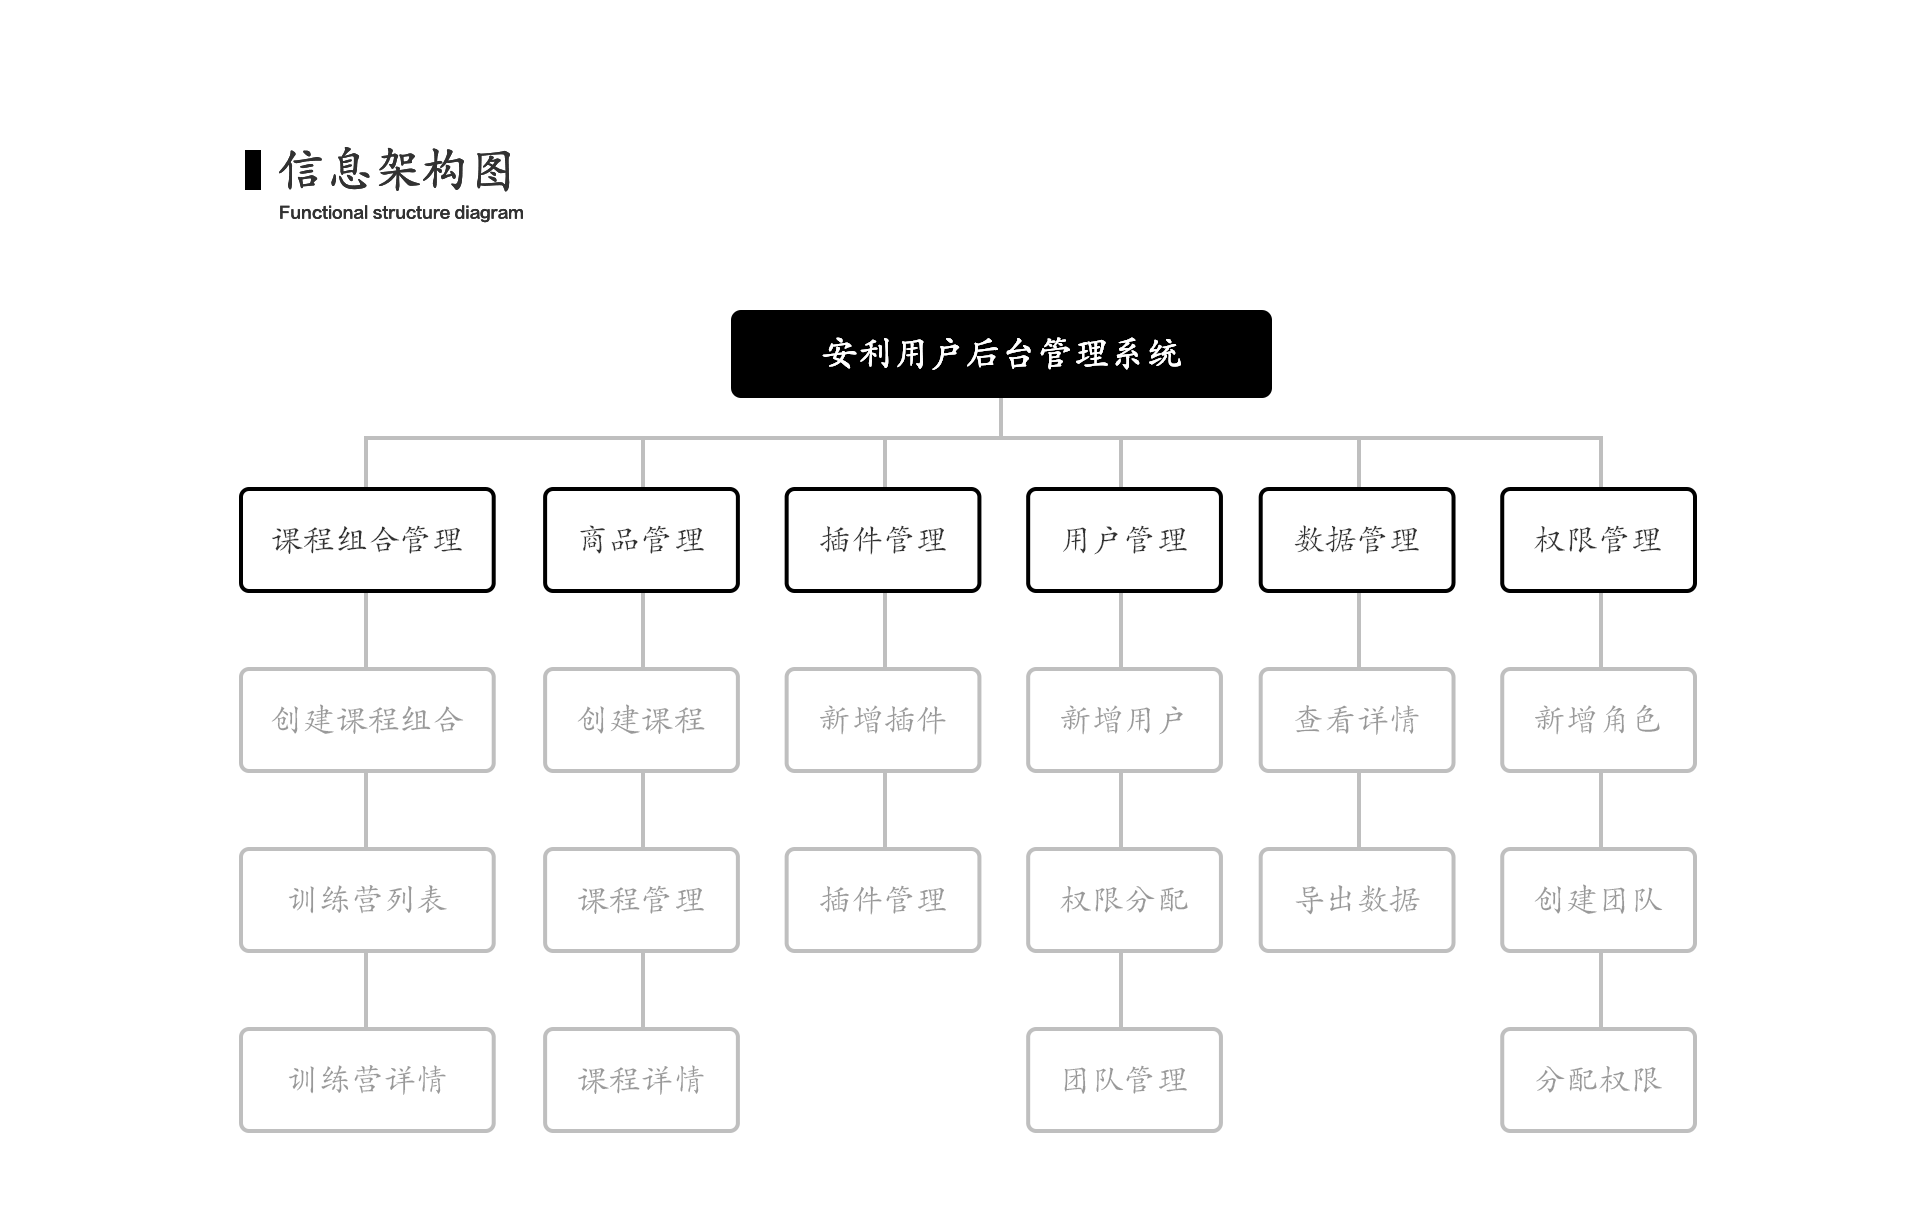 信息架构图
Functional structure diagram
安利用户后台管理系统
课程组合管理 商品管理 插件管理 用户管理 数据管理 权限管理
创建课程组合 创建课程 新增插件 新增用户 查看详情 新增角色
训练营列表 课程管理 插件管理 权限分配 导出数据 创建团队
训练营详情 课程详情 团队管理 分配权限